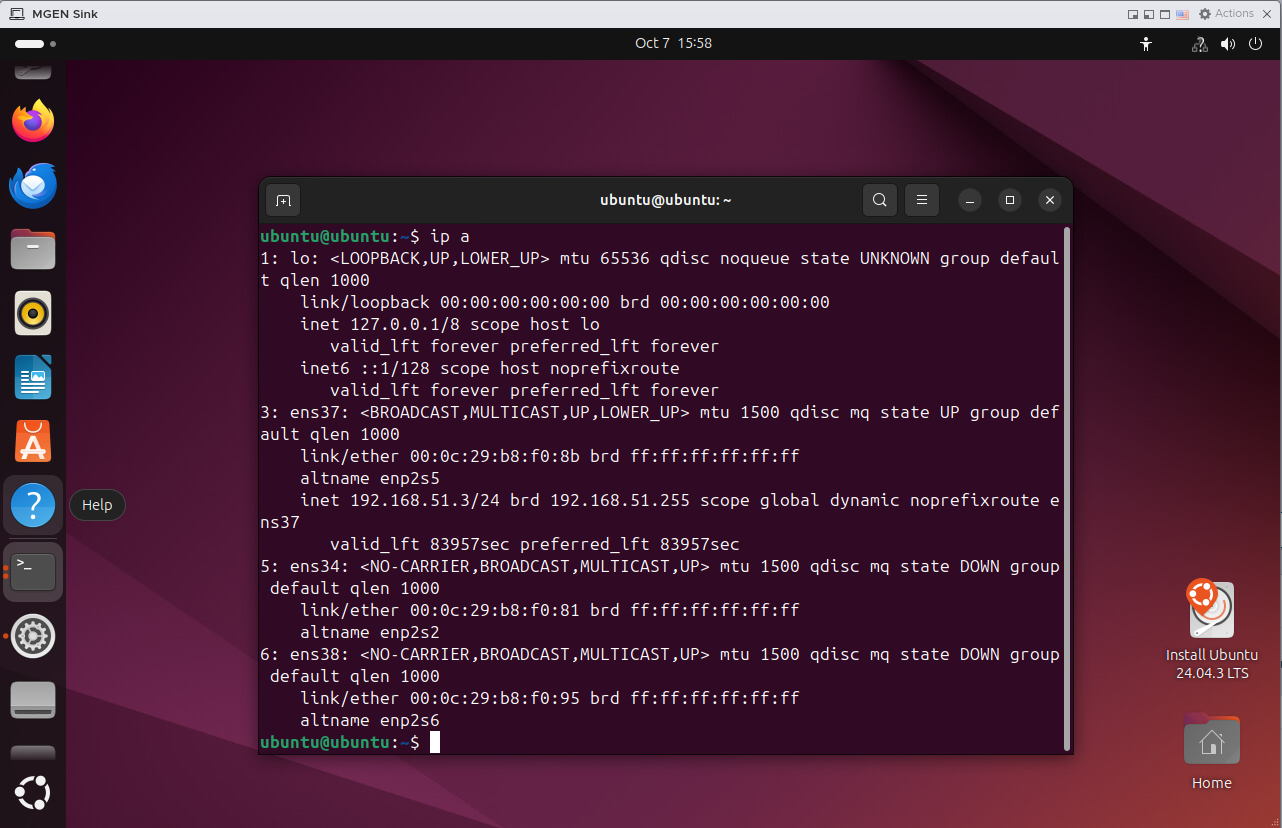 MGEN Sink
Actions
Oct 7 15:58
ubuntu@ubuntu: ~
ubuntu@ubuntu:~$ ip a
1: lo: <LOOPBACK,UP,LOWER_UP> mtu 65536 qdisc noqueue state UNKNOWN group defaul
t qlen 1000
    link/loopback 00:00:00:00:00:00 brd 00:00:00:00:00:00
    inet 127.0.0.1/8 scope host lo
       valid_lft forever preferred_lft forever
    inet6 ::1/128 scope host noprefixroute
       valid_lft forever preferred_lft forever
3: ens37: <BROADCAST,MULTICAST,UP,LOWER_UP> mtu 1500 qdisc mq state UP group def
ault qlen 1000
    link/ether 00:0c:29:b8:f0:8b brd ff:ff:ff:ff:ff:ff
    altname enp2s5
    inet 192.168.51.3/24 brd 192.168.51.255 scope global dynamic noprefixroute e
ns37
       valid_lft 83957sec preferred_lft 83957sec
5: ens34: <NO-CARRIER,BROADCAST,MULTICAST,UP> mtu 1500 qdisc mq state DOWN group
 default qlen 1000
    link/ether 00:0c:29:b8:f0:81 brd ff:ff:ff:ff:ff:ff
    altname enp2s2
6: ens38: <NO-CARRIER,BROADCAST,MULTICAST,UP> mtu 1500 qdisc mq state DOWN group
 default qlen 1000
    link/ether 00:0c:29:b8:f0:95 brd ff:ff:ff:ff:ff:ff
    altname enp2s6
ubuntu@ubuntu:~$
Help
Install Ubuntu
24.04.3 LTS
Home